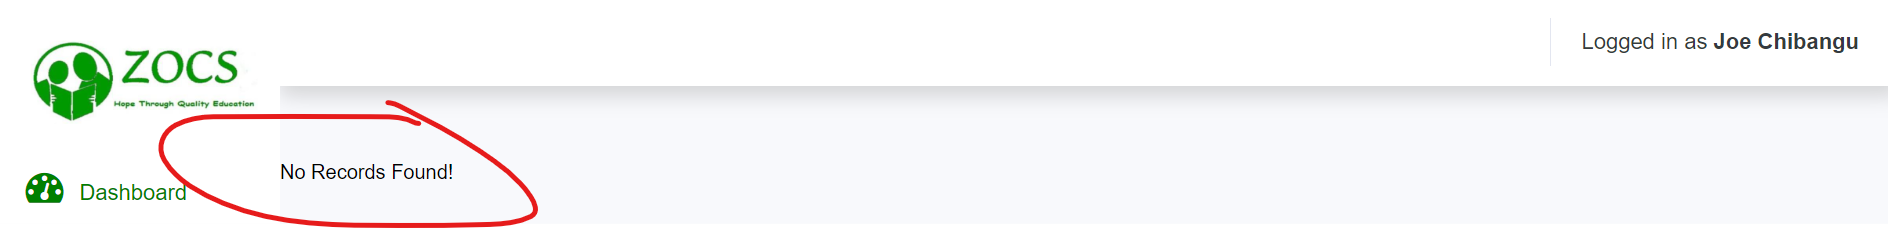 ZOCS
Hope Through Quality Education
Logged in as Joe Chibangu
No Records Found!
Dashboard